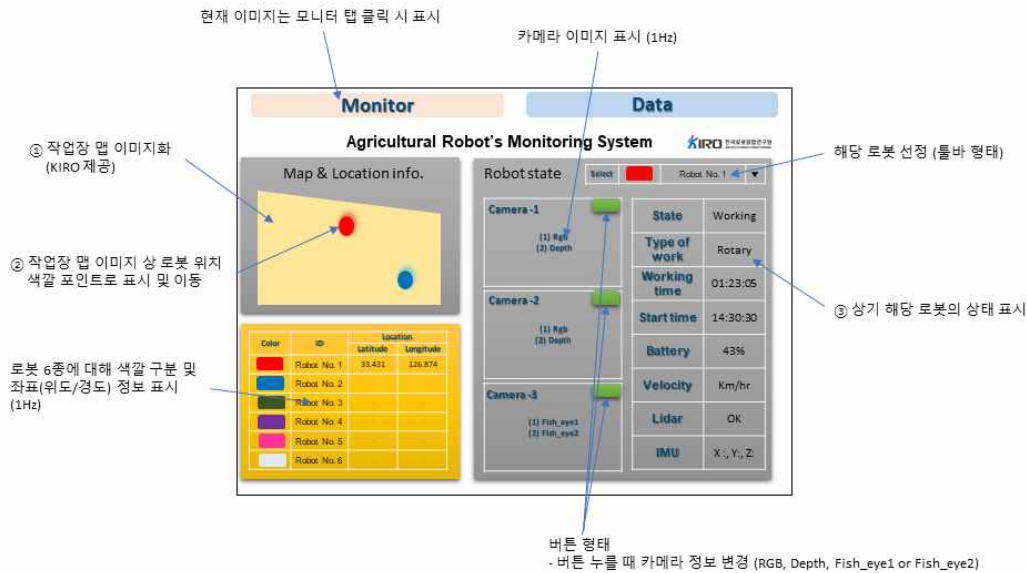 현재 이미지는 모니터 탭 클릭 시 표시
카메라 이미지 표시 (1Hz)
Monitor
Data
Agricultural Robot's Monitoring System
KIRO 한국로봇융합연구원
① 작업장 맵 이미지화
(KIRO 제공)
해당 로봇 선정 (툴바 형태)
Map & Location info.
Robot state
Select
Robot No. 1
▼
② 작업장 맵 이미지 상 로봇 위치
색깔 포인트로 표시 및 이동
Camera -1
(1) Rgb
(2) Depth
Camera -2
(1) Rgb
(2) Depth
Camera -3
(1) Fish_eye1
(2) Fish_eye2
State Working
Type of
work
Rotary
Working
time
01:23:05
Start time 14:30:30
Battery 43%
Velocity Km/hr
Lidar OK
IMU X :, Y:, Z:
③ 상기 해당 로봇의 상태 표시
로봇 6종에 대해 색깔 구분 및
좌표(위도/경도) 정보 표시
(1Hz)
Color ID Location
Latitude Longitude
Robot No. 1 33.431 126.874
Robot No. 2
Robot No. 3
Robot No. 4
Robot No. 5
Robot No. 6
버튼 형태
- 버튼 누를 때 카메라 정보 변경 (RGB, Depth, Fish_eye1 or Fish_eye2)